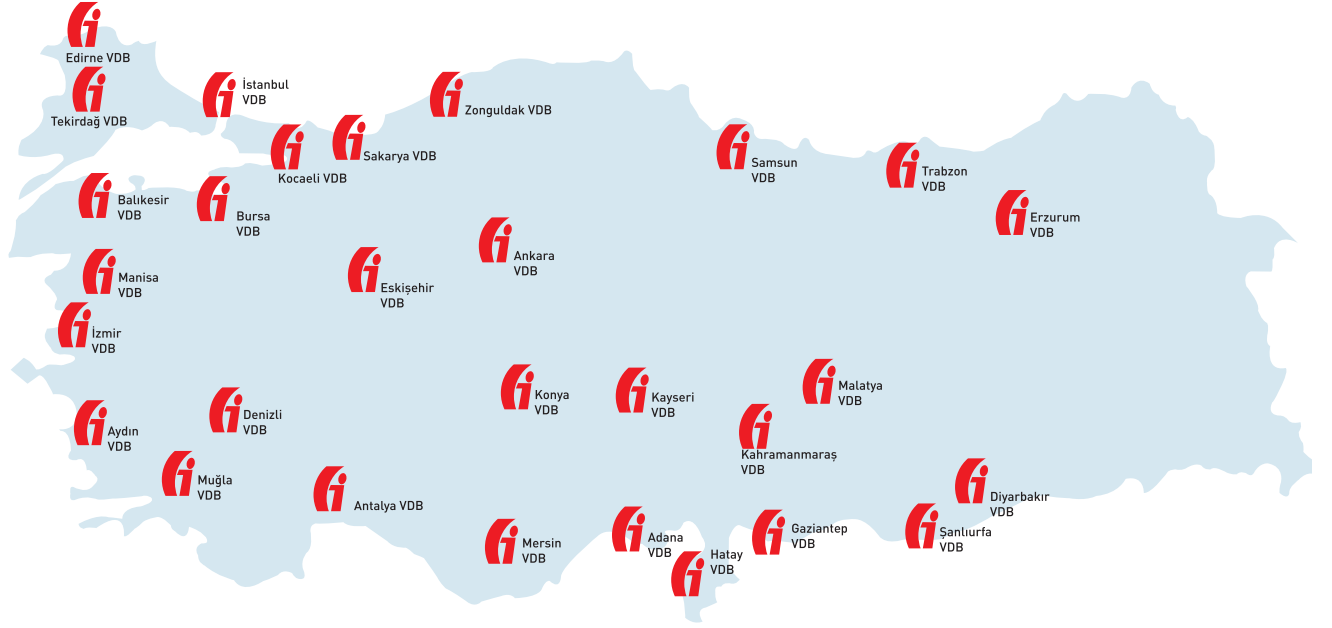 Edirne VDB
Tekirdağ VDB
İstanbul
VDB
Kocaeli VDB
Sakarya VDB
Zonguldak VDB
Samsun
VDB
Trabzon
VDB
Erzurum
VDB
Balıkesir
VDB
Bursa
VDB
Ankara
VDB
Eskişehir
VDB
Manisa
VDB
İzmir
VDB
Konya
VDB
Kayseri
VDB
Malatya
VDB
Kahramanmaraş
VDB
Denizli
VDB
Aydın
VDB
Muğla
VDB
Antalya VDB
Mersin
VDB
Adana
VDB
Hatay
VDB
Gaziantep
VDB
Şanlıurfa
VDB
Diyarbakır
VDB